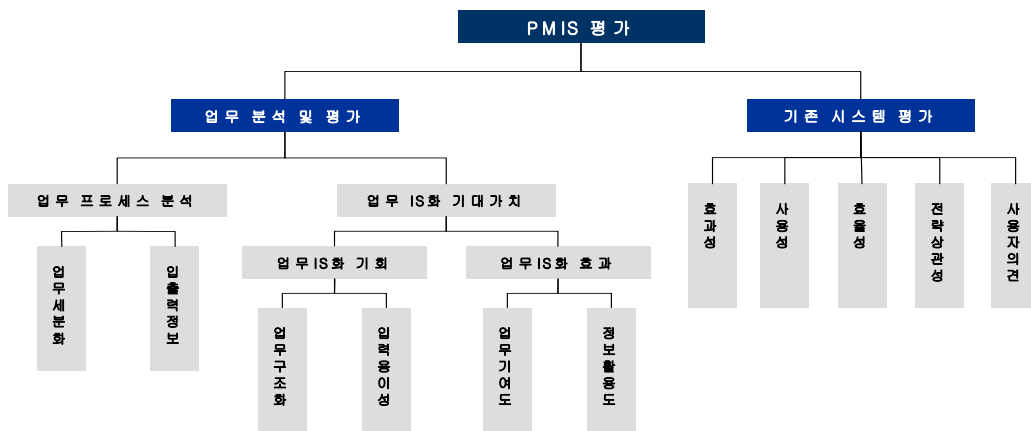 PMIS 평가
업무 분석 및 평가
기존 시스템 평가
업무 프로세스 분석
업무 IS화 기대가치
효과성
사용성
효율성
전략상관성
사용자의견
업무세분화
입출력정보
업무IS화 기회
업무IS화 효과
업무구조화
입력용이성
업무기여도
정보활용도